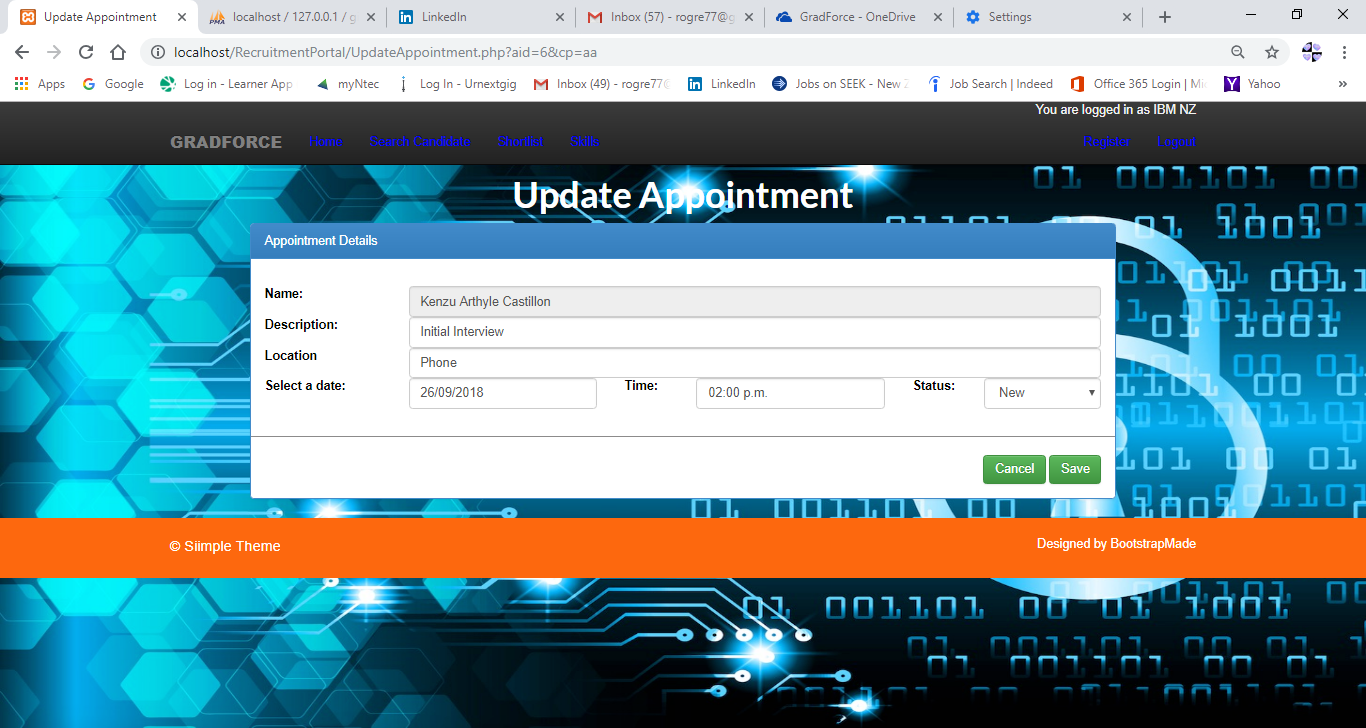 Update Appointment
localhost / 127.0.0.1 / g
LinkedIn
Inbox (57) - rogre77@g
GradForce - OneDrive
Settings
localhost/RecruitmentPortal/UpdateAppointment.php?aid=6&cp=aa
Apps
Google
Log in - Learner App
myNtec
Log In - Urnextgig
Inbox (49) - rogre77@
LinkedIn
Jobs on SEEK - New Z
Job Search | Indeed
Office 365 Login | Mi
Yahoo
»
You are logged in as IBM NZ
GRADFORCE Home Search Candidate Shortlist Skills Register Logout
Update Appointment
Appointment Details
Name: Kenzu Arthyle Castillon
Description: Initial Interview
Location Phone
Select a date: 26/09/2018 Time: 02:00 p.m. Status: New
Cancel Save
© Siimple Theme Designed by BootstrapMade